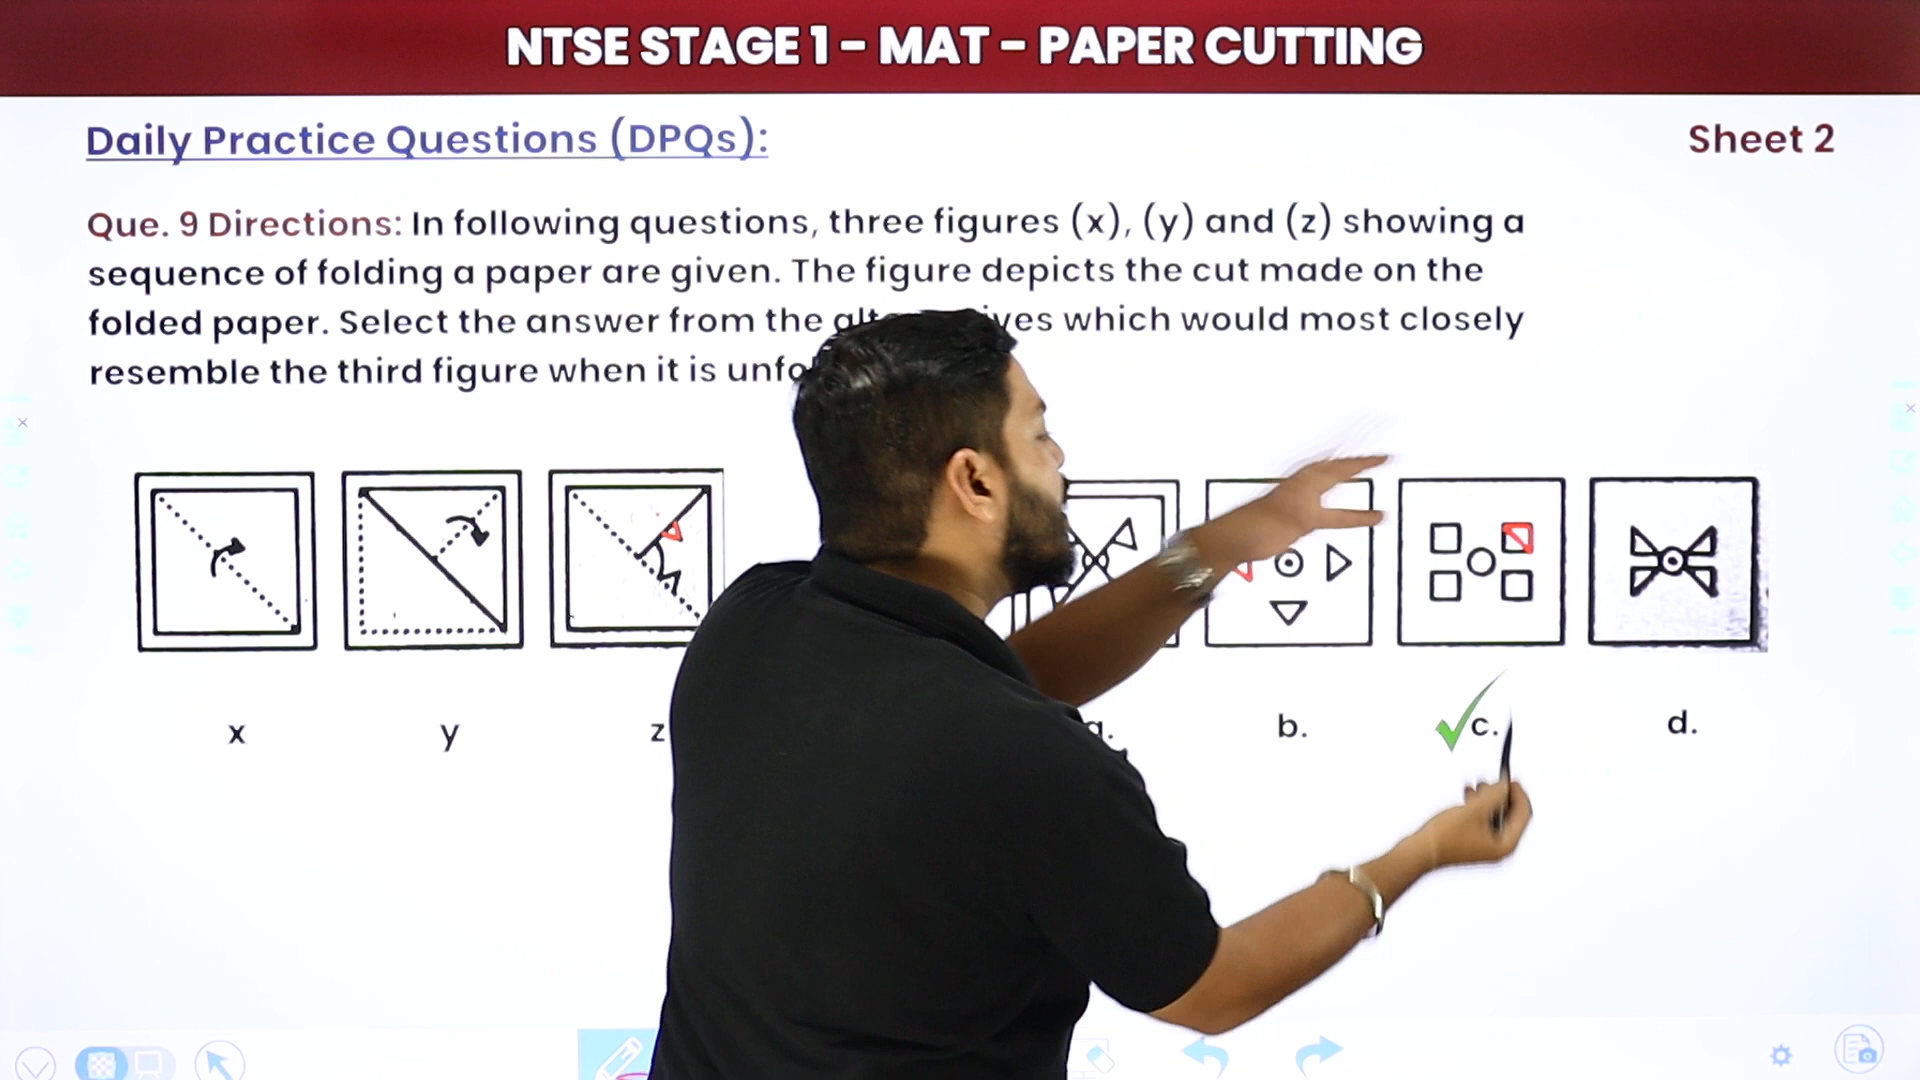 NTSE STAGE 1 - MAT - PAPER CUTTING
Daily Practice Questions (DPQs):
Sheet 2
Que. 9 Directions: In following questions, three figures (x), (y) and (z) showing a
sequence of folding a paper are given. The figure depicts the cut made on the
folded paper. Select the answer from the which would most closely
resemble the third figure when it is
x y z b. c. d.